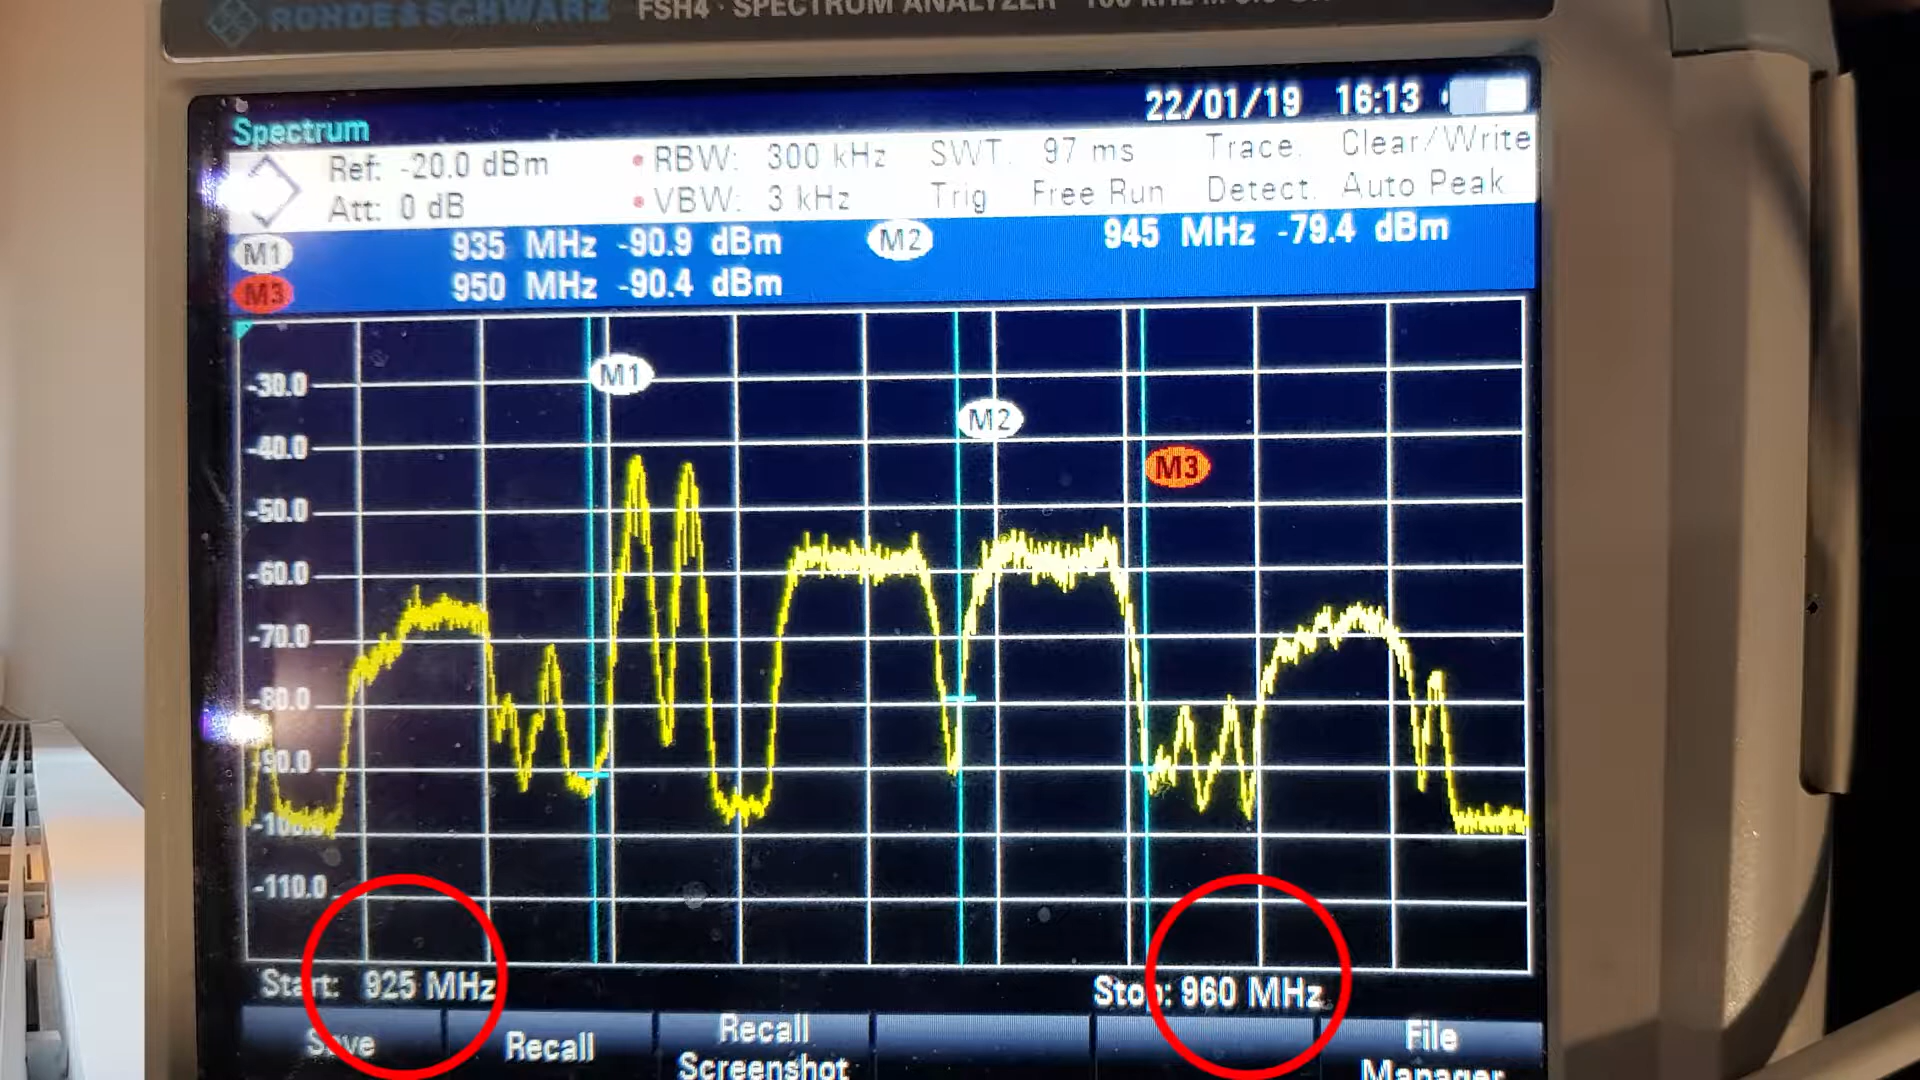 ROHDE&SCHWARZ FSH4 · SPECTRUM ANALYZER
22/01/19 16:13
Spectrum
Ref: -20.0 dBm • RBW: 300 kHz SWT. 97 ms Trace. Clear/Write
Att: 0 dB • VBW: 3 kHz Trig Free Run Detect. Auto Peak
M1 935 MHz -90.9 dBm M2 945 MHz -79.4 dBm
M3 950 MHz -90.4 dBm
-30.0
M1
M2
-40.0
M3
-50.0
-60.0
-70.0
-80.0
-90.0
-100.0
-110.0
Start: 925 MHz Stop: 960 MHz
Save Recall Recall Screenshot File Manager